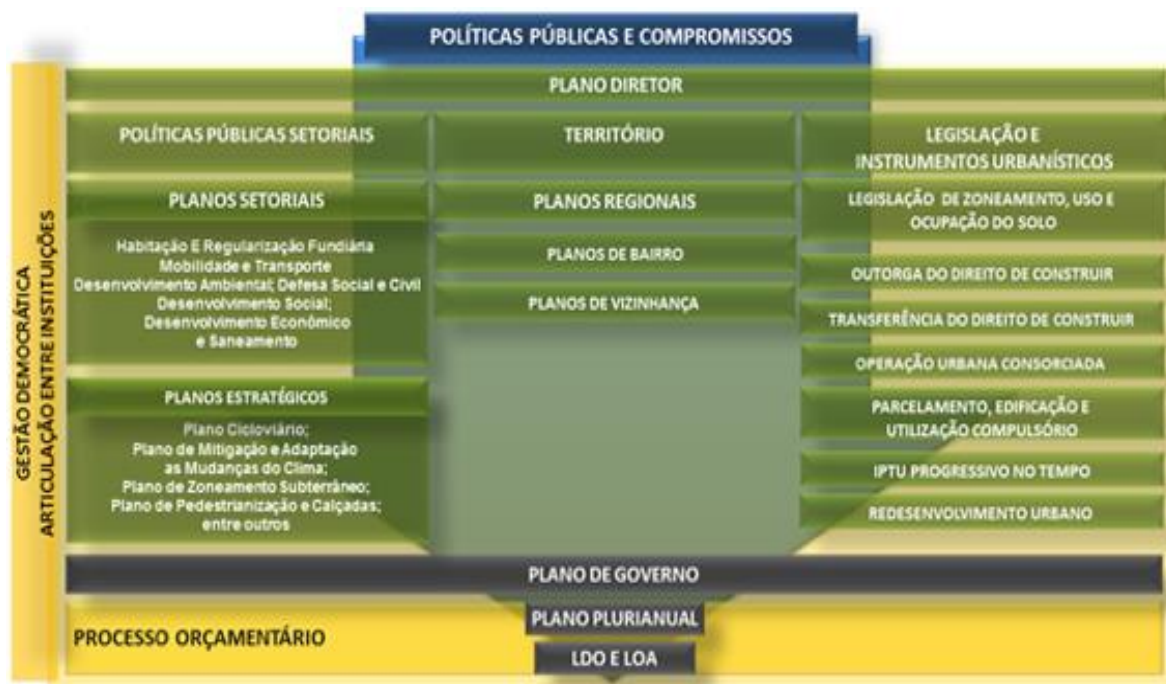 POLÍTICAS PÚBLICAS E COMPROMISSOS
GESTÃO DEMOCRÁTICA
ARTICULAÇÃO ENTRE INSTITUIÇÕES
PLANO DIRETOR
POLÍTICAS PÚBLICAS SETORIAIS
PLANOS SETORIAIS
Habitação E Regularização Fundiária
Mobilidade e Transporte
Desenvolvimento Ambiental; Defesa Social e Civil
Desenvolvimento Social;
Desenvolvimento Econômico
e Saneamento
PLANOS ESTRATÉGICOS
Plano Cicloviário;
Plano de Mitigação e Adaptação
as Mudanças do Clima;
Plano de Zoneamento Subterrâneo;
Plano de Pedestrianização e Calçadas;
entre outros
TERRITÓRIO
PLANOS REGIONAIS
PLANOS DE BAIRRO
PLANOS DE VIZINHANÇA
LEGISLAÇÃO E
INSTRUMENTOS URBANÍSTICOS
LEGISLAÇÃO DE ZONEAMENTO, USO E
OCUPAÇÃO DO SOLO
OUTORGA DO DIREITO DE CONSTRUIR
TRANSFERÊNCIA DO DIREITO DE CONSTRUIR
OPERAÇÃO URBANA CONSORCIADA
PARCELAMENTO, EDIFICAÇÃO E
UTILIZAÇÃO COMPULSÓRIO
IPTU PROGRESSIVO NO TEMPO
REDESENVOLVIMENTO URBANO
PLANO DE GOVERNO
PROCESSO ORÇAMENTÁRIO
PLANO PLURIANUAL
LDO E LOA